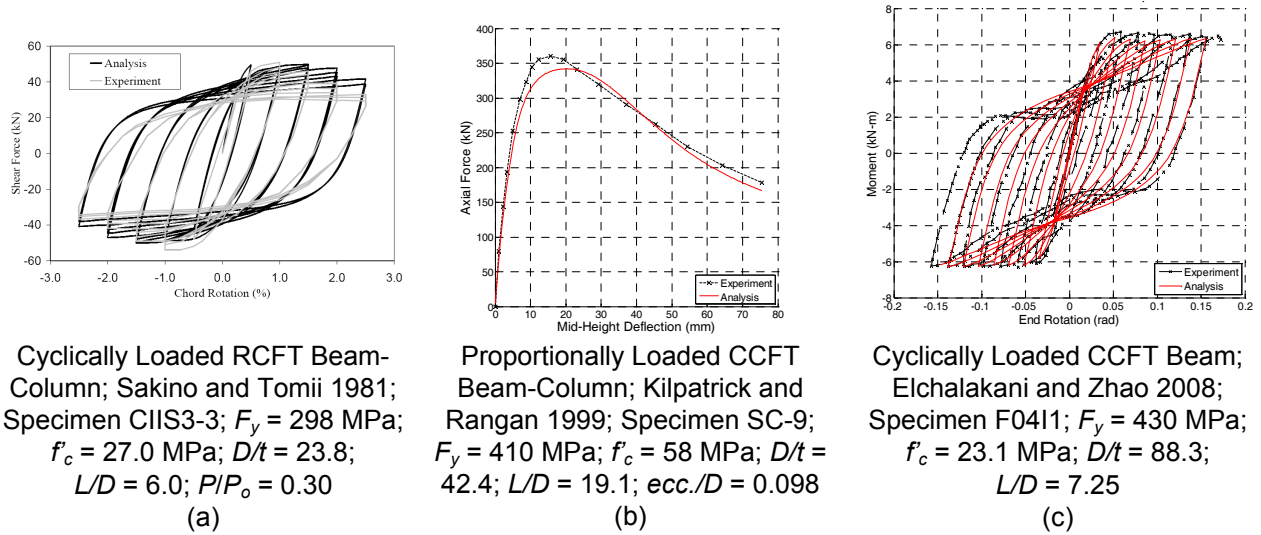 60
40
20
0
-20
-40
-60
Shear Force (kN)
Analysis
Experiment
-3.0 -2.0 -1.0 0.0 1.0 2.0 3.0
Chord Rotation (%)
Cyclically Loaded RCFT Beam-
Column; Sakino and Tomii 1981;
Specimen CIIS3-3; Fy = 298 MPa;
f'c = 27.0 MPa; D/t = 23.8;
L/D = 6.0; P/Po = 0.30
(a)
400
350
300
250
200
150
100
50
0
Axial Force (kN)
Experiment
Analysis
0 10 20 30 40 50 60 70 80
Mid-Height Deflection (mm)
Proportionally Loaded CCFT
Beam-Column; Kilpatrick and
Rangan 1999; Specimen SC-9;
Fy = 410 MPa; f'c = 58 MPa; D/t =
42.4; L/D = 19.1; ecc./D = 0.098
(b)
8
6
4
2
0
-2
-4
-6
-8
Moment (kN-m)
Experiment
Analysis
-0.2 -0.15 -0.1 -0.05 0 0.05 0.1 0.15 0.2
End Rotation (rad)
Cyclically Loaded CCFT Beam;
Elchalakani and Zhao 2008;
Specimen F04I1; Fy = 430 MPa;
f'c = 23.1 MPa; D/t = 88.3;
L/D = 7.25
(c)